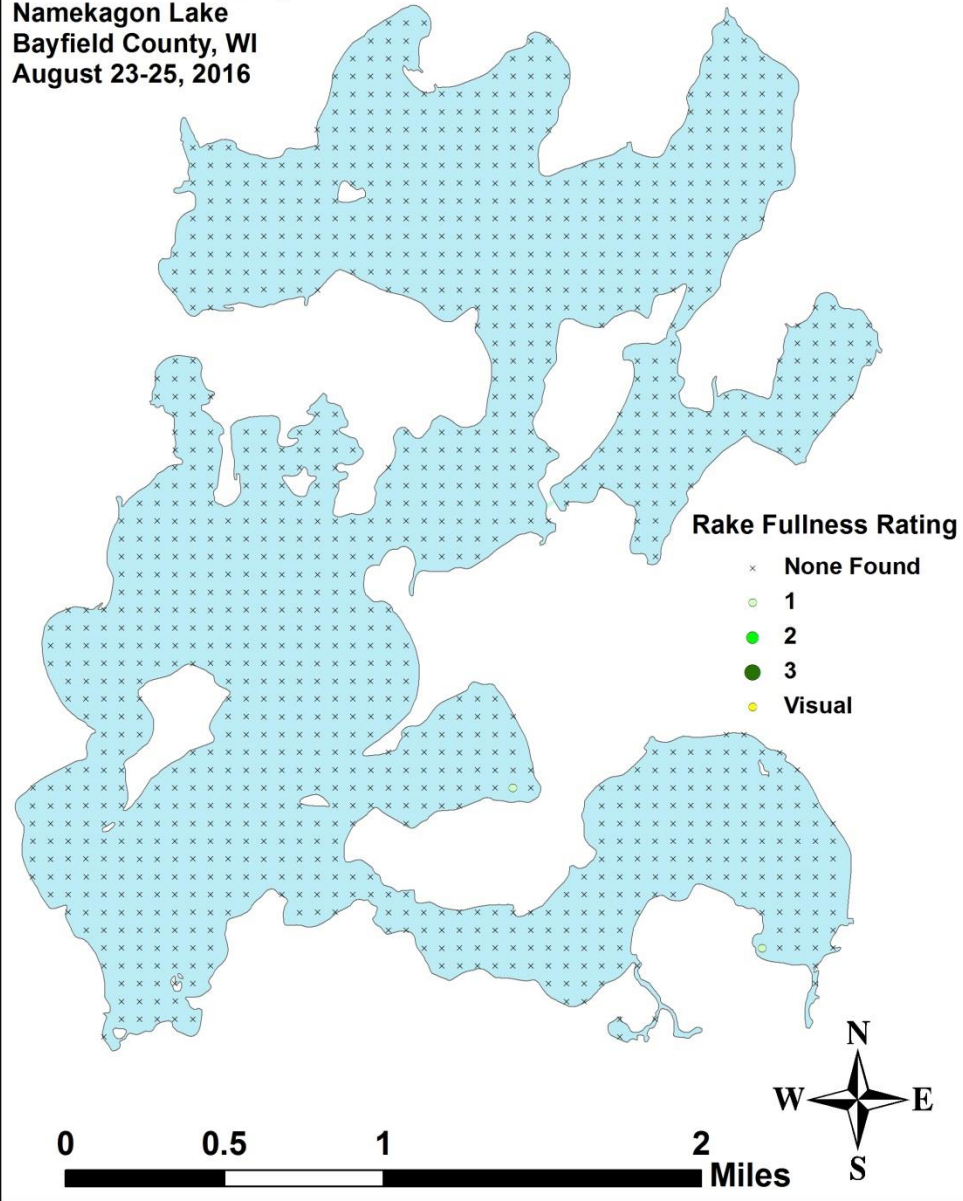 Namekagon Lake
Bayfield County, WI
August 23-25, 2016
Rake Fullness Rating
None Found
1
2
3
Visual
N
W E
S
0 0.5 1 2
Miles